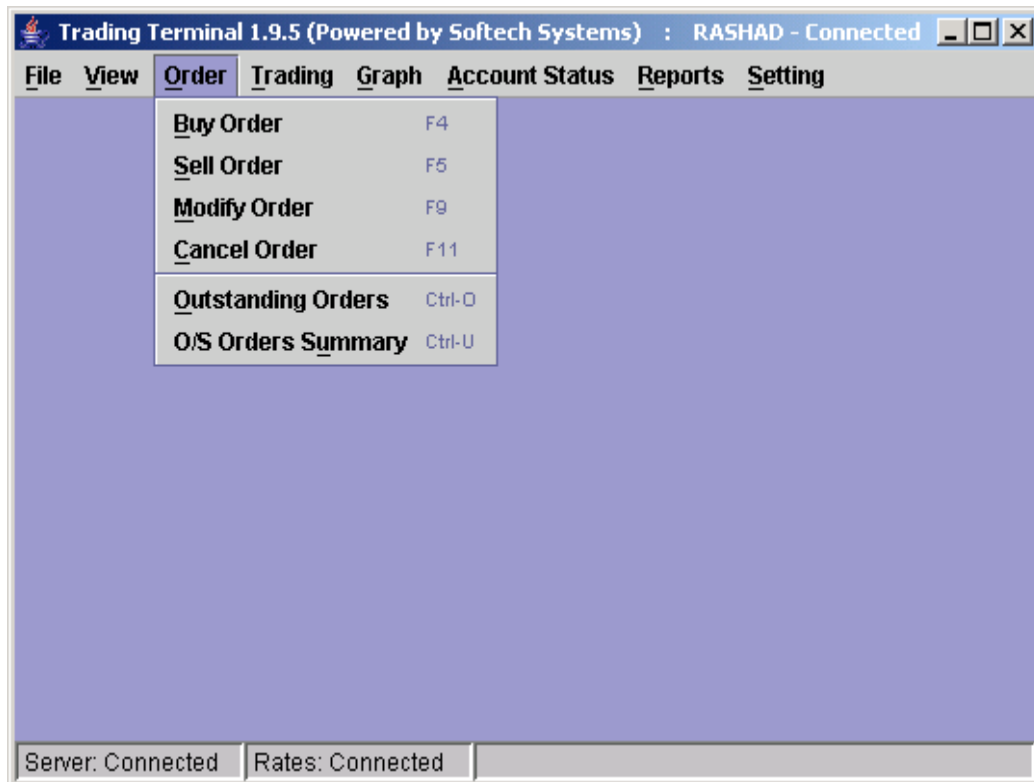 Trading Terminal 1.9.5 (Powered by Softech Systems) : RASHAD - Connected
File View Order Trading Graph Account Status Reports Setting
Buy Order F4
Sell Order F5
Modify Order F9
Cancel Order F11
Outstanding Orders Ctrl-O
O/S Orders Summary Ctrl-U
Server: Connected Rates: Connected